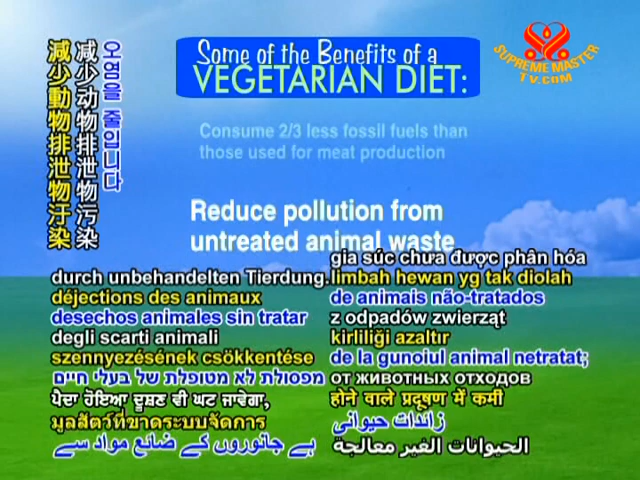 Some of the Benefits of a
VEGETARIAN DIET:
SUPREME MASTER
TV.COM
Consume 2/3 less fossil fuels than
those used for meat production
Reduce pollution from
untreated animal waste
減少動物排泄物汙染
减少动物排泄物污染
오염을 줄입니다
gia súc chưa được phân hóa
durch unbehandelten Tierdung.
limbah hewan yg tak diolah
déjections des animaux
de animais não-tratados
desechos animales sin tratar
z odpadów zwierząt
degli scarti animali
kirliliği azaltır
szennyezésének csökkentése
de la gunoiul animal netratat;
מפסולת לא מטופלת של בעלי חיים
от животных отходов
ਪੈਦਾ ਹੋਇਆ ਦੂਸ਼ਣ ਵੀ ਘਟ ਜਾਵੇਗਾ,
होने वाले प्रदूषण में कमी
มูลสัตว์ที่ขาดระบบจัดการ
زائدات حیوانی
ہے جانوروں کے ضائع مواد سے
الحيوانات الغير معالجة